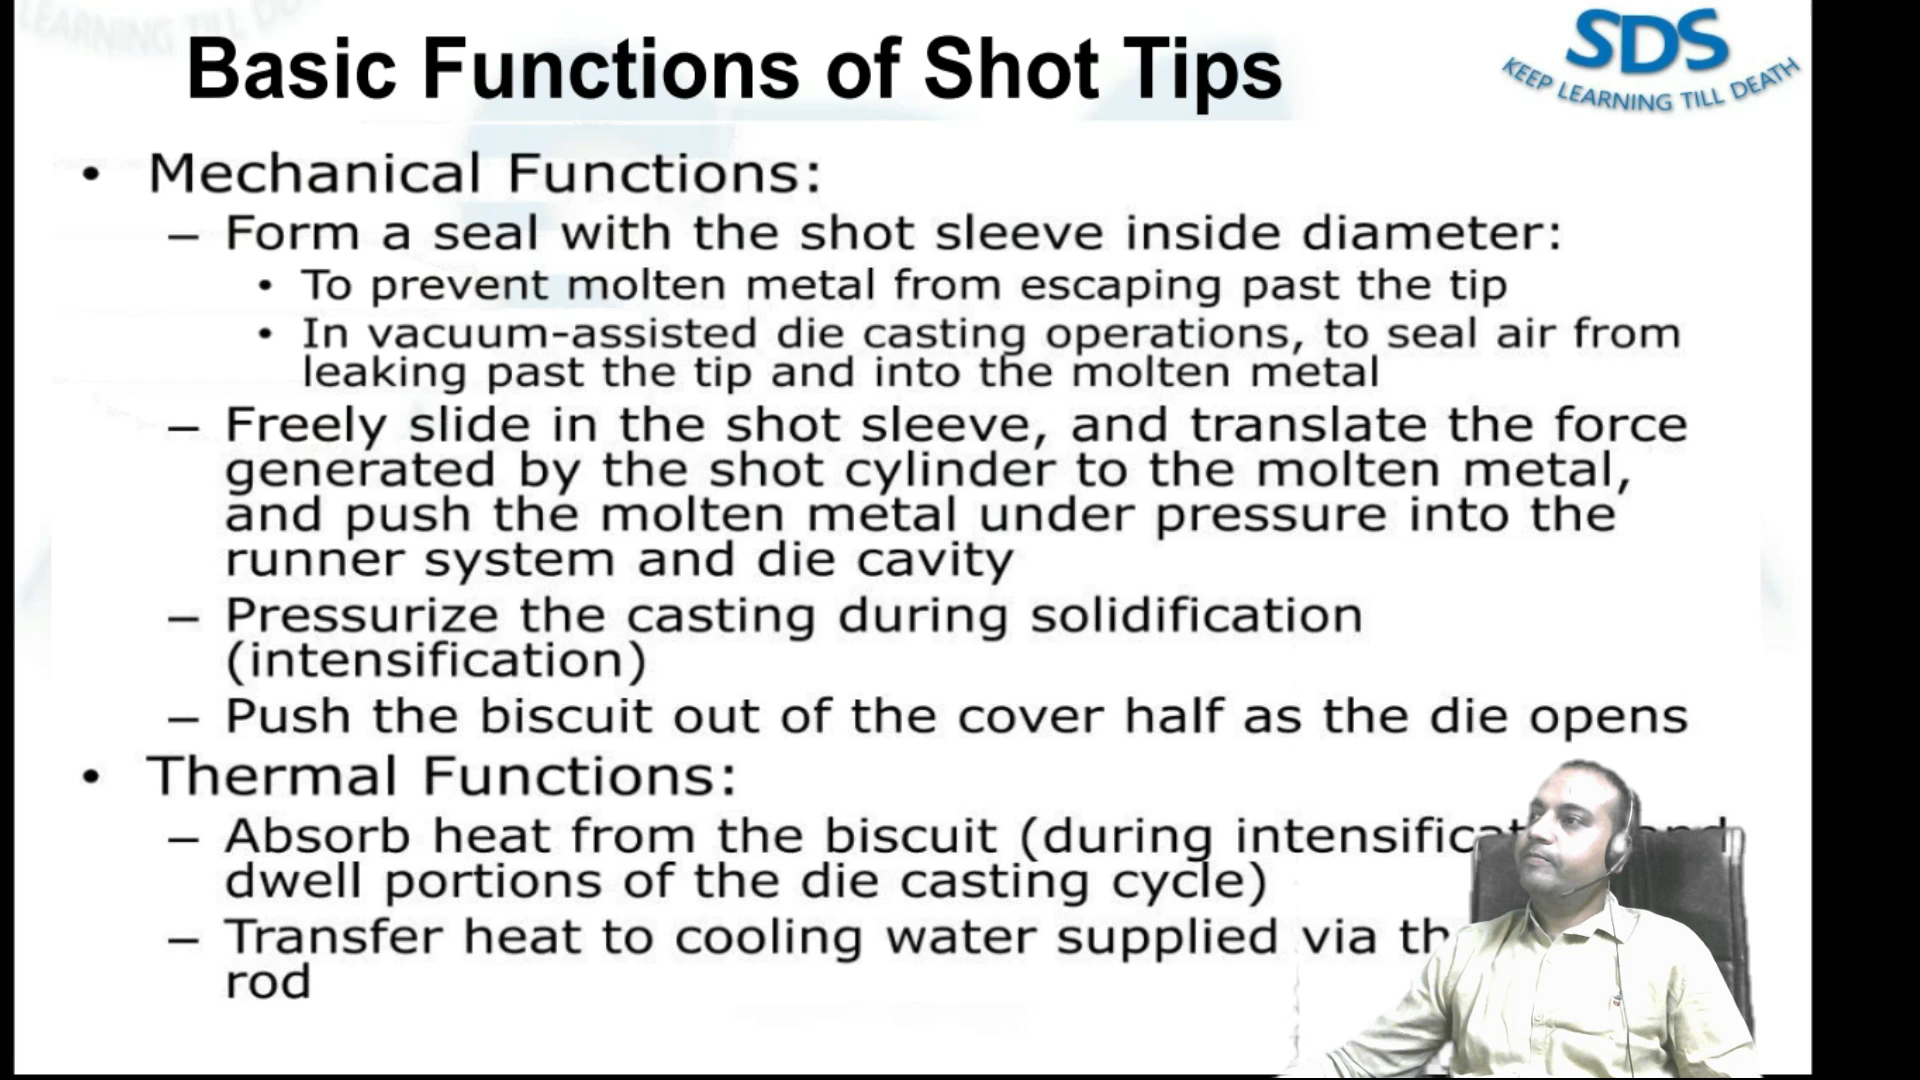 LEARNING TILL
Basic Functions of Shot Tips
SDS
KEEP LEARNING TILL DEATH
• Mechanical Functions:
– Form a seal with the shot sleeve inside diameter:
• To prevent molten metal from escaping past the tip
• In vacuum-assisted die casting operations, to seal air from
leaking past the tip and into the molten metal
– Freely slide in the shot sleeve, and translate the force
generated by the shot cylinder to the molten metal,
and push the molten metal under pressure into the
runner system and die cavity
– Pressurize the casting during solidification
(intensification)
– Push the biscuit out of the cover half as the die opens
• Thermal Functions:
– Absorb heat from the biscuit (during
dwell portions of the die casting cycle)
– Transfer heat to cooling water supplied via
rod